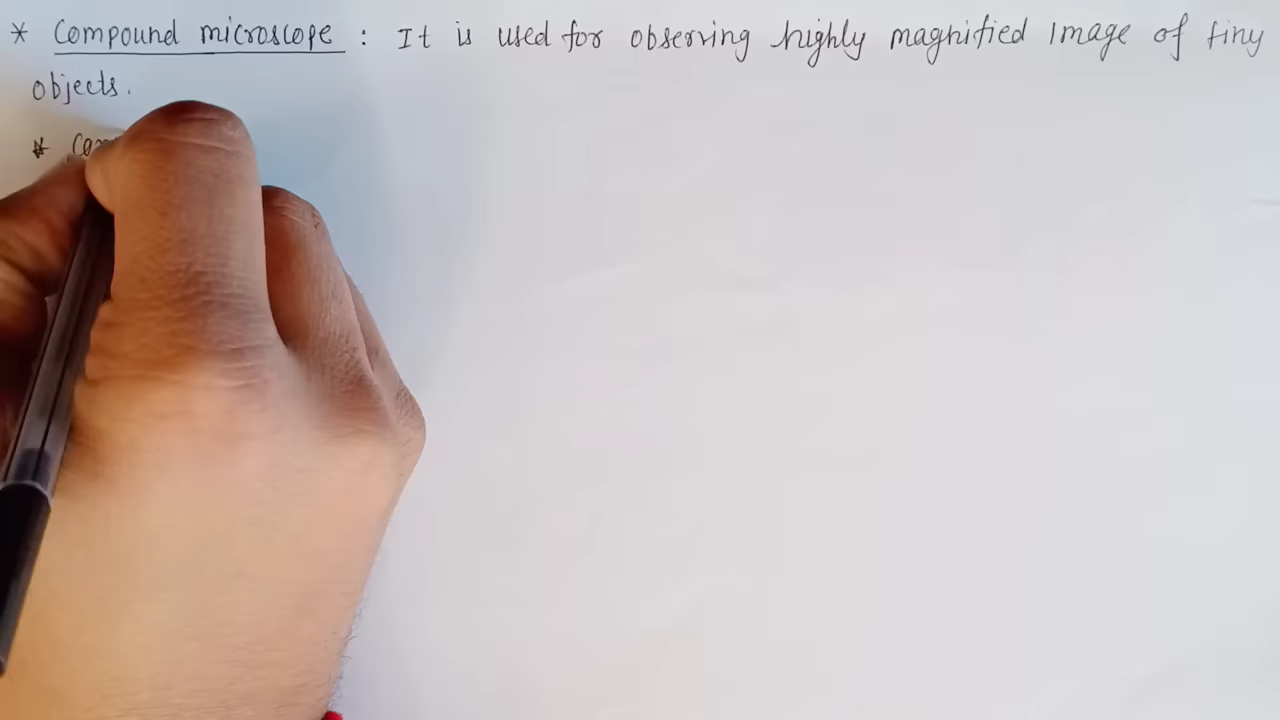 * Compound microscope : It is used for observing highly magnified Image of tiny
objects.
*